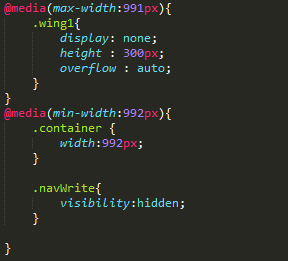 @media(max-width:991px){
.wing1{
display: none;
height : 300px;
overflow : auto;
}
}
@media(min-width:992px){
.container {
width:992px;
}
.navWrite{
visibility:hidden;
}
}